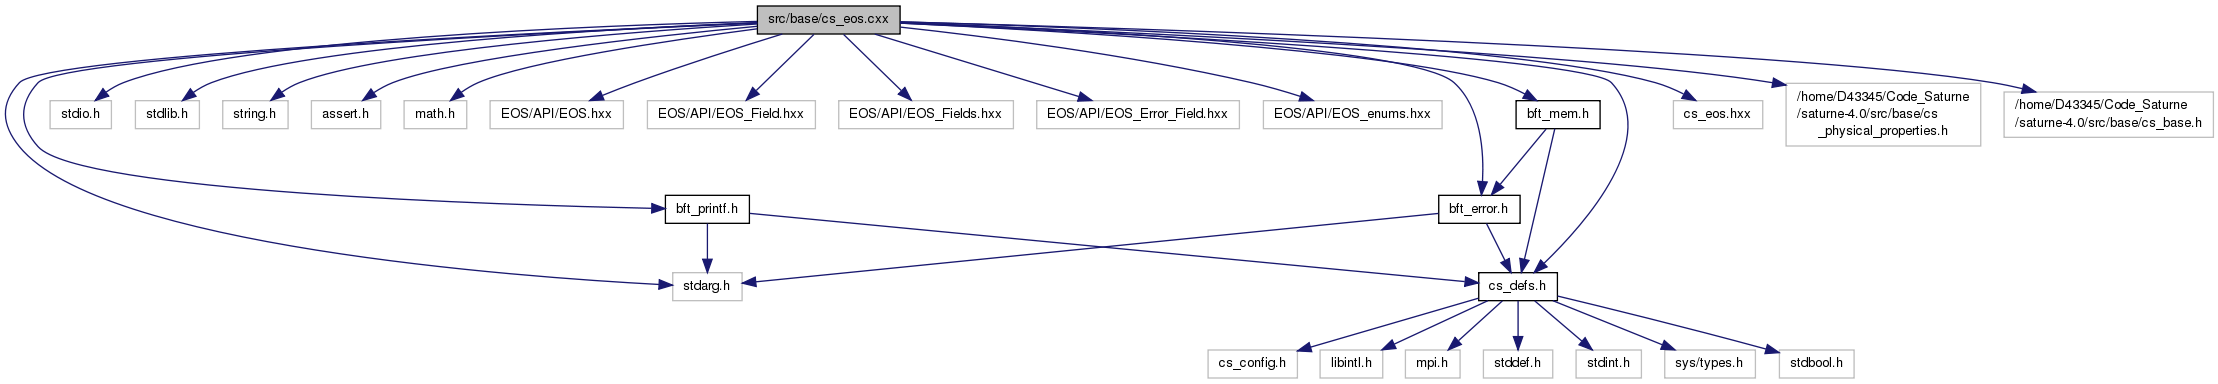 src/base/cs_eos.cxx
stdio.h
stdlib.h
string.h
assert.h
math.h
EOS/API/EOS.hxx
EOS/API/EOS_Field.hxx
EOS/API/EOS_Fields.hxx
EOS/API/EOS_Error_Field.hxx
EOS/API/EOS_enums.hxx
bft_mem.h
cs_eos.hxx
/home/D43345/Code_Saturne
/saturne-4.0/src/base/cs
_physical_properties.h
/home/D43345/Code_Saturne
/saturne-4.0/src/base/cs_base.h
bft_printf.h
bft_error.h
stdarg.h
cs_defs.h
cs_config.h
libintl.h
mpi.h
stddef.h
stdint.h
sys/types.h
stdbool.h